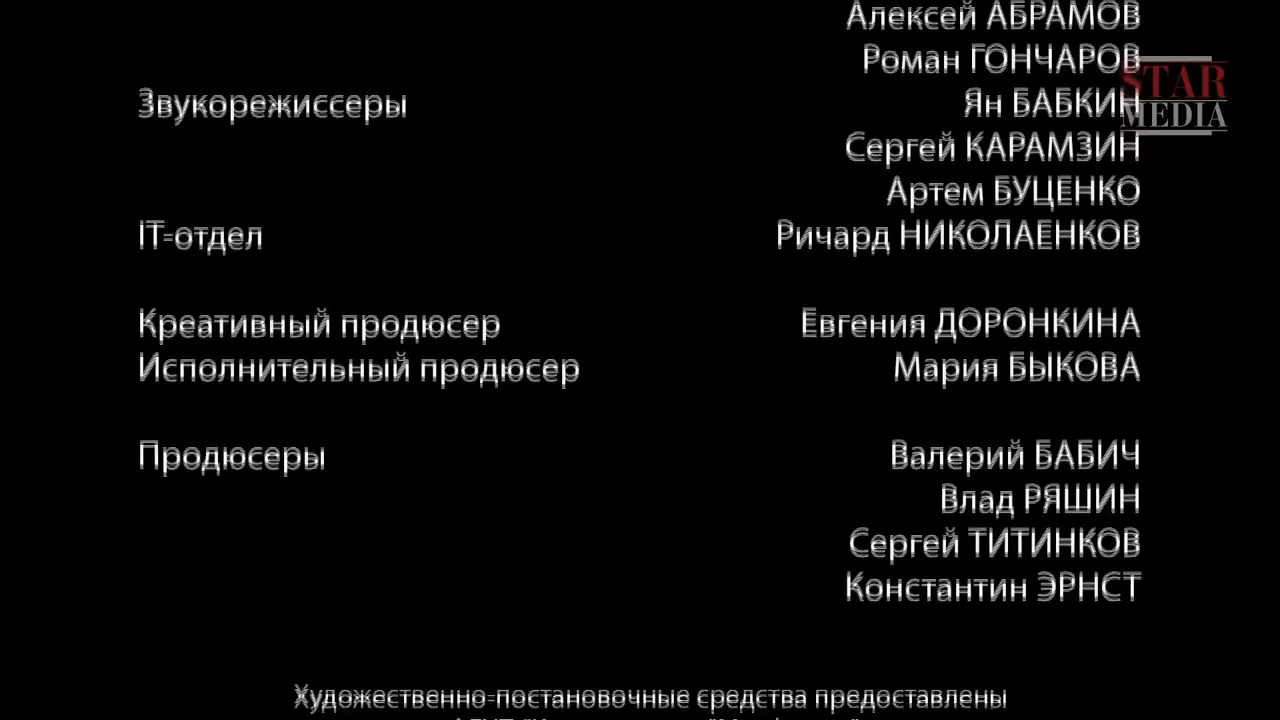 Алексей АБРАМОВ
Роман ГОНЧАРОВ
Звукорежиссеры Ян БАБКИН
STAR
MEDIA
Сергей КАРАМЗИН
Артем БУЦЕНКО
IT-отдел Ричард НИКОЛАЕНКОВ
Креативный продюсер Евгения ДОРОНКИНА
Исполнительный продюсер Мария БЫКОВА
Продюсеры Валерий БАБИЧ
Влад РЯШИН
Сергей ТИТИНКОВ
Константин ЭРНСТ
Художественно-постановочные средства предоставлены